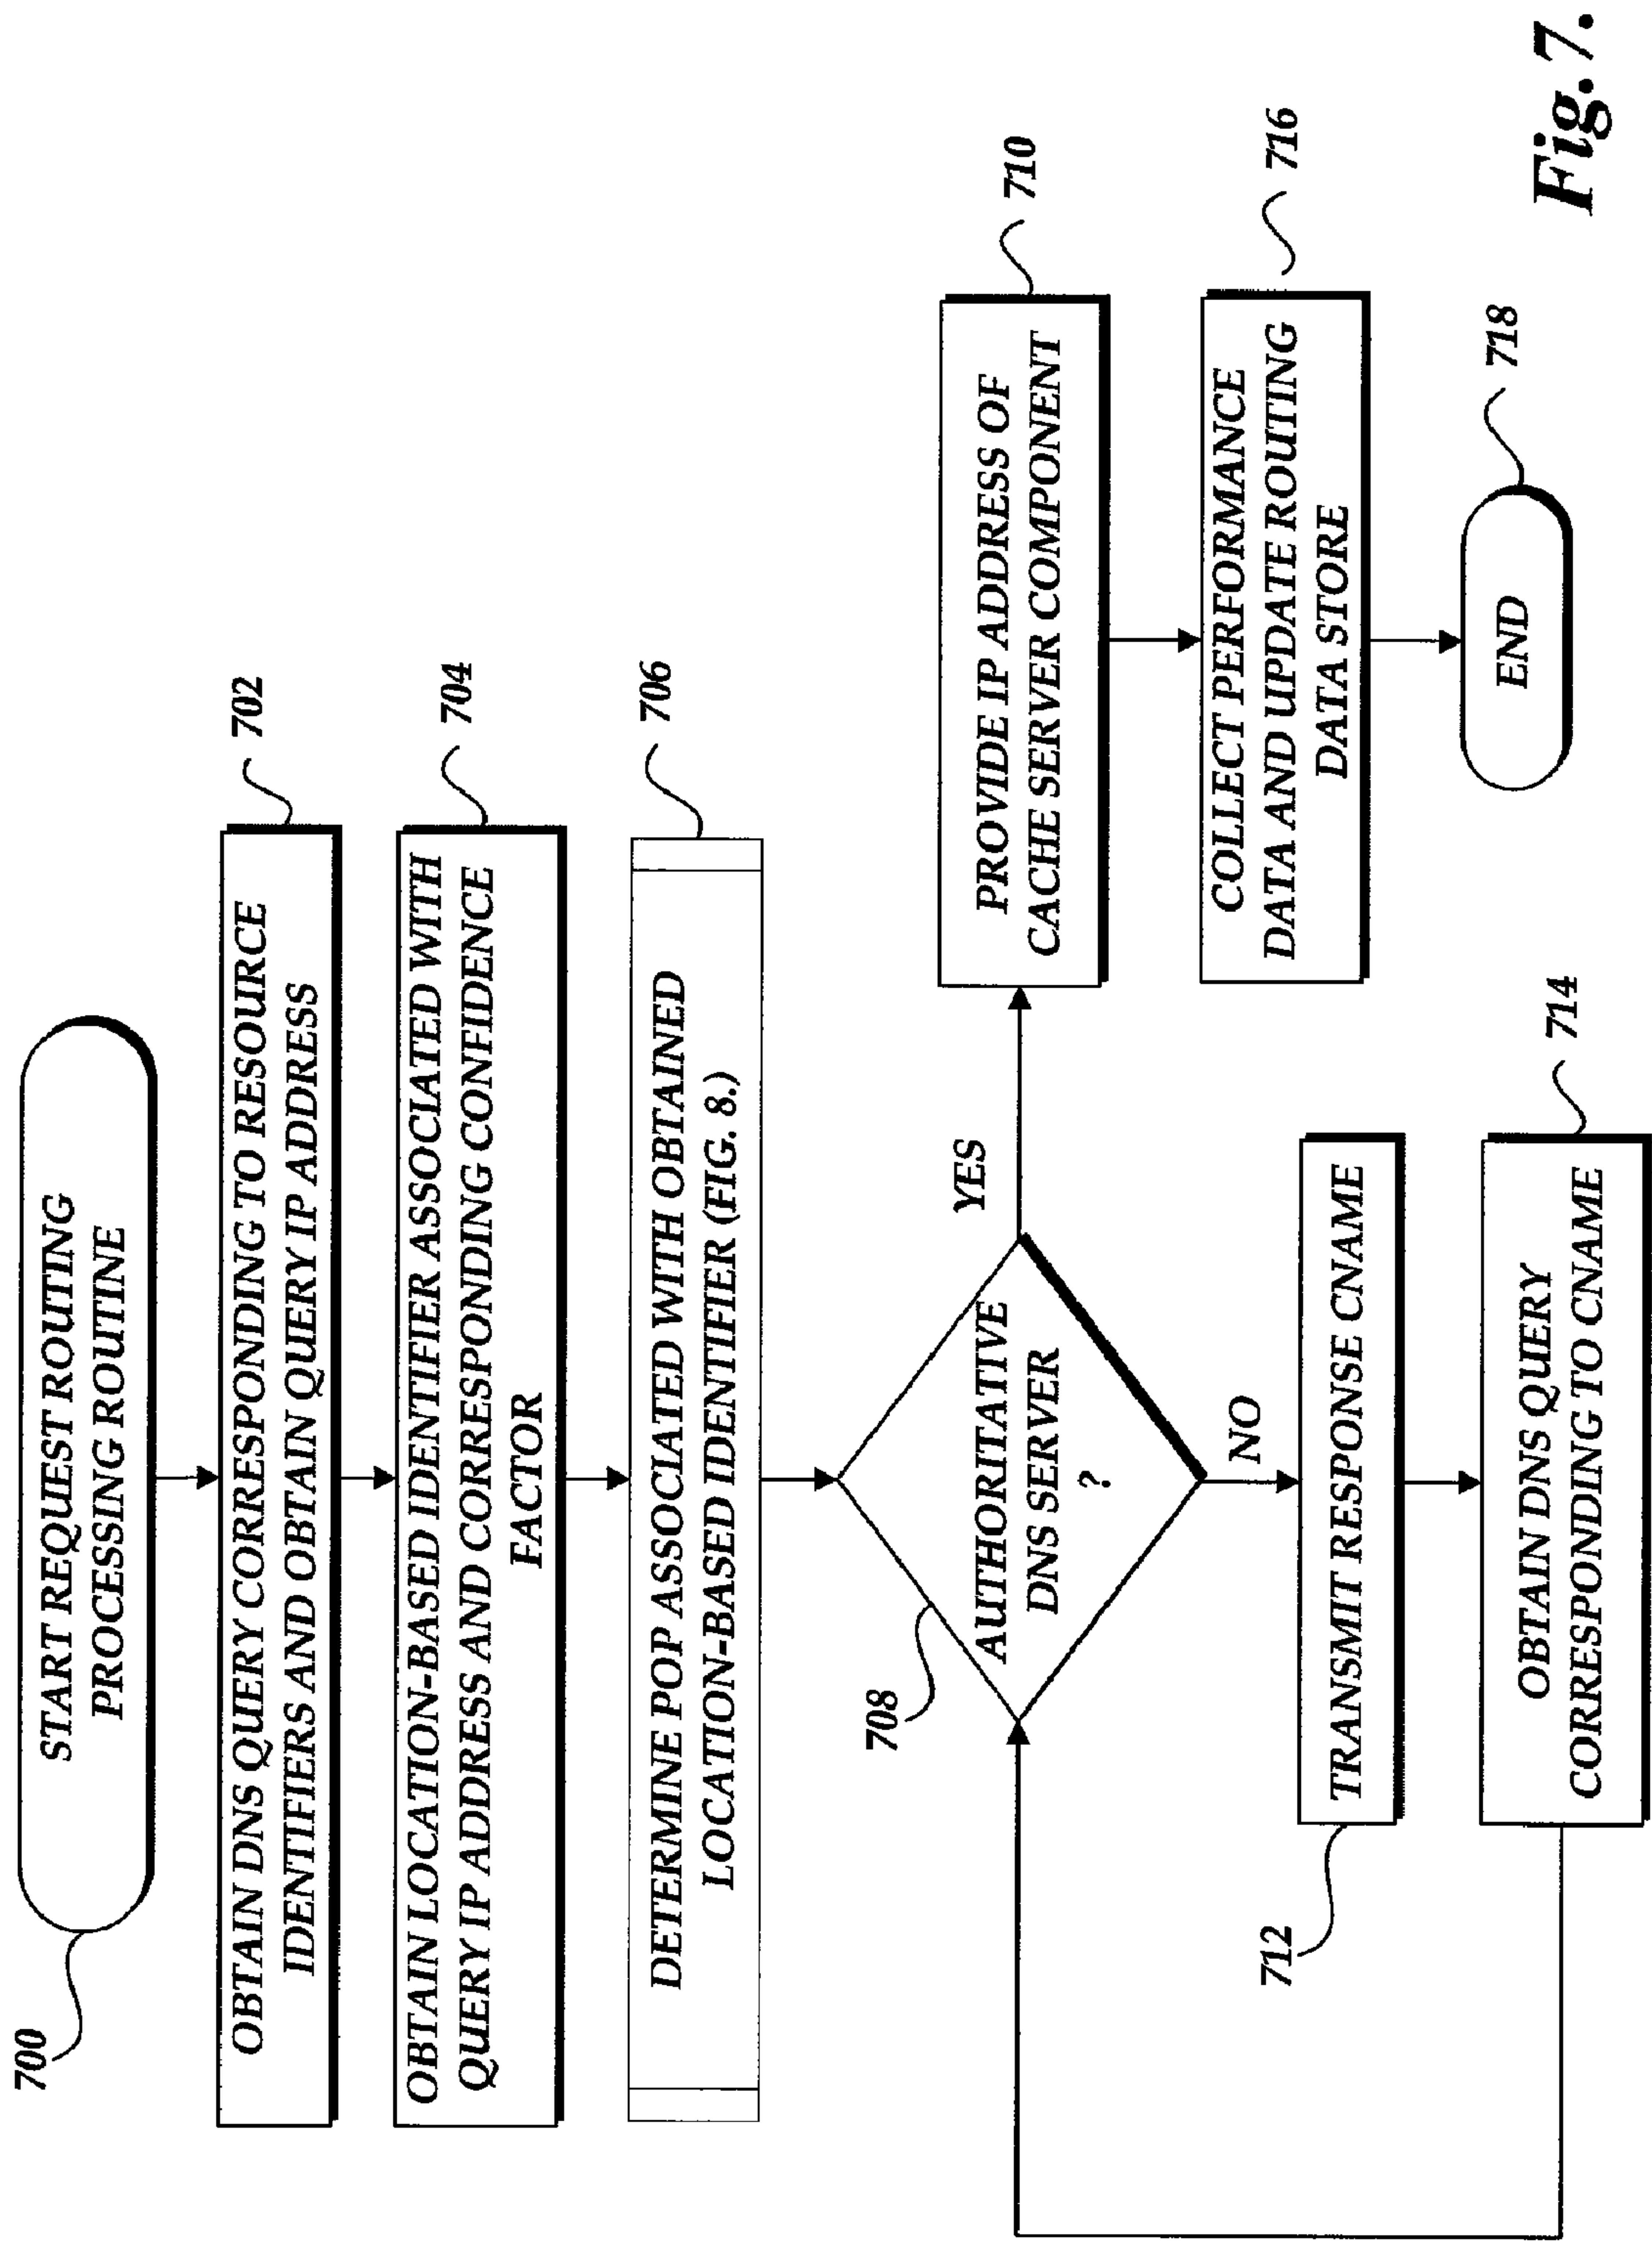 START REQUEST ROUTING
PROCESSING ROUTINE
700
OBTAIN DNS QUERY CORRESPONDING TO RESOURCE
IDENTIFIERS AND OBTAIN QUERY IP ADDRESS
702
OBTAIN LOCATION-BASED IDENTIFIER ASSOCIATED WITH
QUERY IP ADDRESS AND CORRESPONDING CONFIDENCE
FACTOR
704
DETERMINE POP ASSOCLATED WITH OBTAINED
LOCATION-BASED IDENTIFIER (FIG. 8.)
706
708
AUTHORITATIVE
DNS SERVER
?
YES
NO
PROVIDE IP ADDRESS OF
CACHE SERVER COMPONENT
710
712
TRANSMIT RESPONSE CNAME
COLLECT PERFORMANCE
DATA AND UPDATE ROUTING
DATA STORE
716
OBTAIN DNS QUERY
CORRESPONDING TO CNAME
714
END
718
Fig. 7.